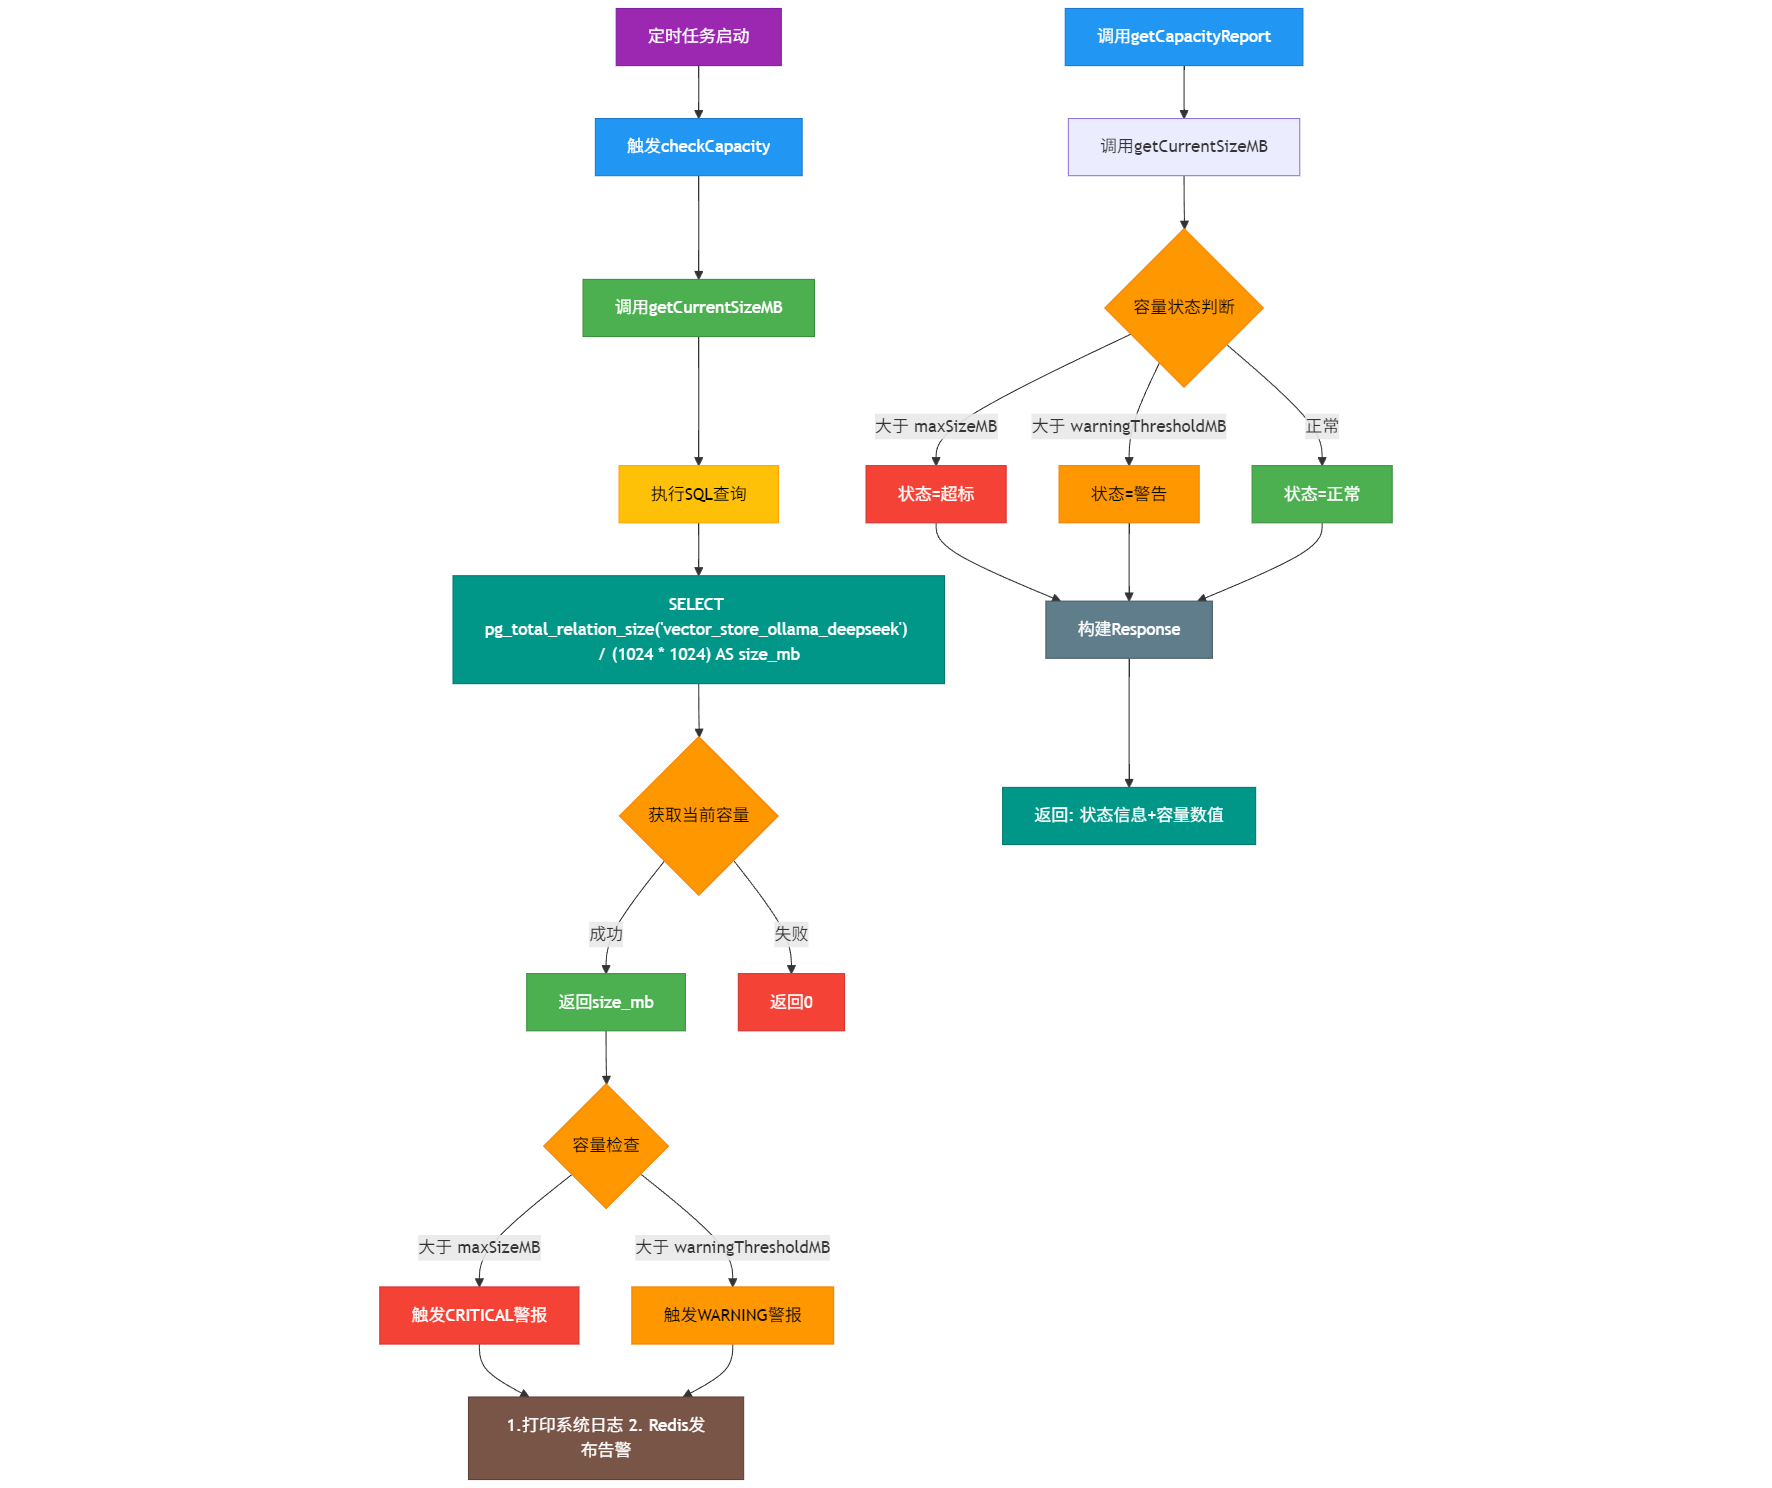 定时任务启动
触发checkCapacity
调用getCurrentSizeMB
执行SQL查询
SELECT
pg_total_relation_size('vector_store_ollama_deepseek')
/ (1024 * 1024) AS size_mb
获取当前容量
成功
失败
返回size_mb
返回0
容量检查
大于 maxSizeMB
大于 warningThresholdMB
触发CRITICAL警报
触发WARNING警报
1.打印系统日志 2. Redis发
布告警
调用getCapacityReport
调用getCurrentSizeMB
容量状态判断
大于 maxSizeMB
大于 warningThresholdMB
正常
状态=超标
状态=警告
状态=正常
构建Response
返回: 状态信息+容量数值